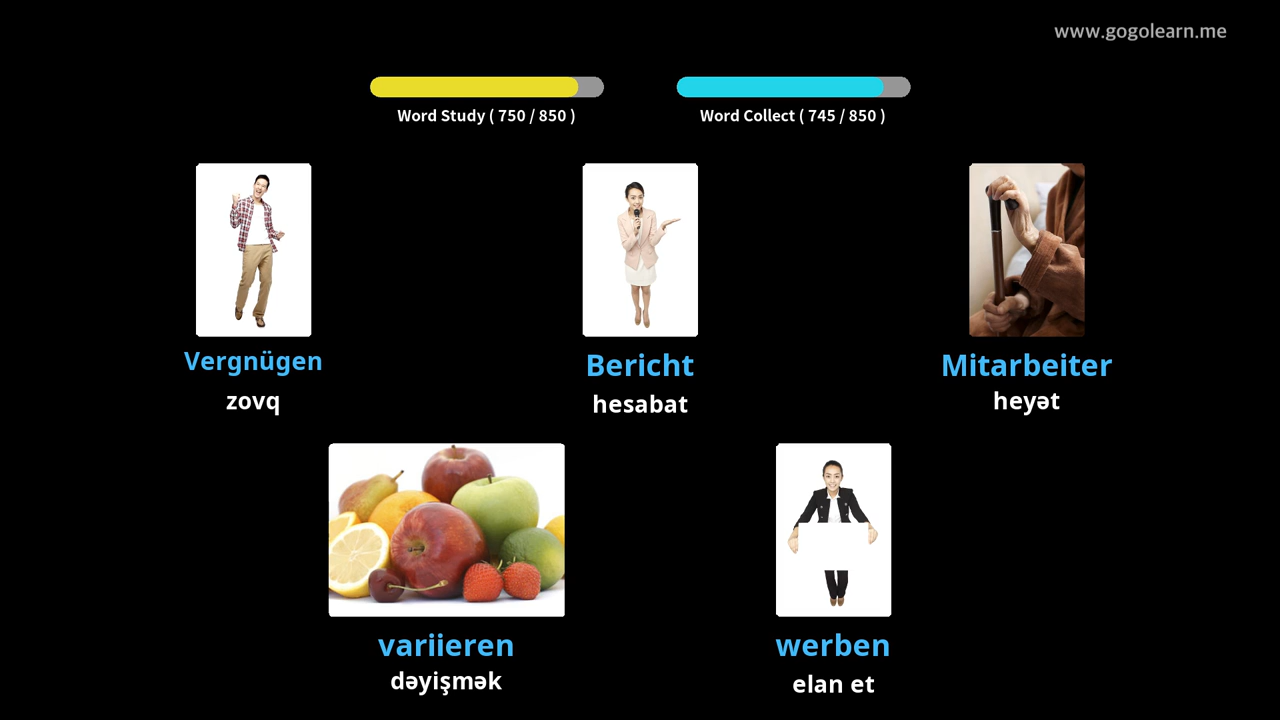 www.gogolearn.me
Word Study ( 750 / 850 )
Word Collect ( 745 / 850 )
Vergnügen
zovq
Bericht
hesabat
Mitarbeiter
heyət
variieren
dəyişmək
werben
elan et